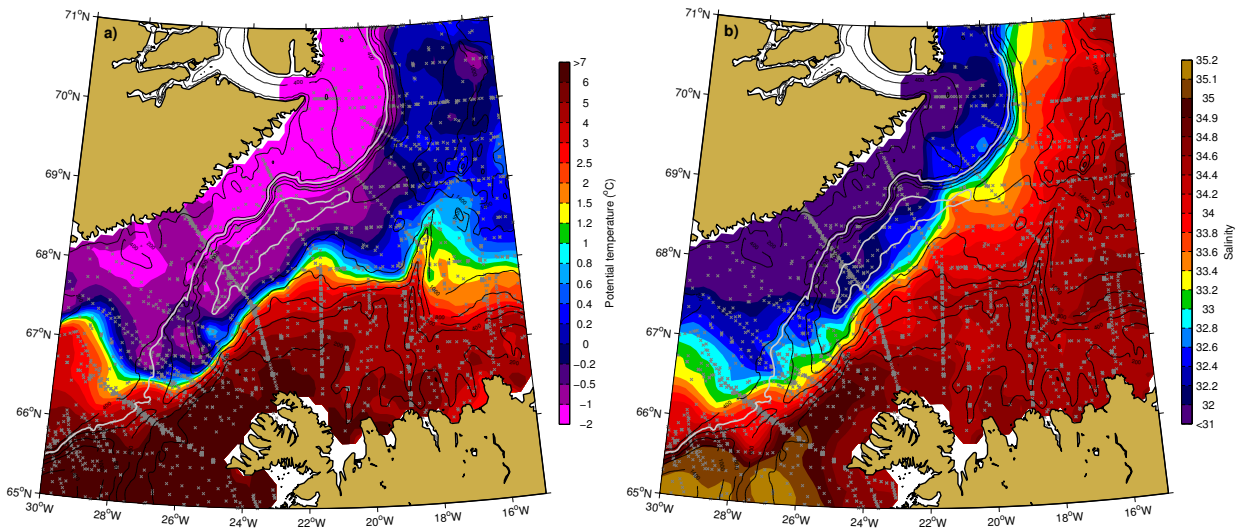 a)
71°N
70°N
69°N
68°N
67°N
66°N
65°N
30°W 28°W 26°W 24°W 22°W 20°W 18°W 16°W
>7
6
5
4
3
2.5
2
1.5
1.2
1
0.8
0.6
0.4
0.2
0
−0.2
−0.5
−1
−2
Potential temperature (°C)
b)
71°N
70°N
69°N
68°N
67°N
66°N
65°N
30°W 28°W 26°W 24°W 22°W 20°W 18°W 16°W
35.2
35.1
35
34.9
34.8
34.6
34.4
34.2
34
33.8
33.6
33.4
33.2
33
32.8
32.6
32.4
32.2
32
<31
Salinity